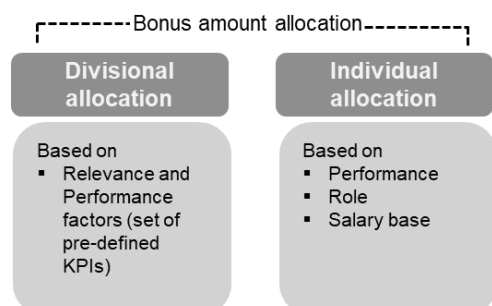 Bonus amount allocation
Divisional
allocation
Based on
▪ Relevance and
Performance
factors (set of
pre-defined
KPIs)
Individual
allocation
Based on
▪ Performance
▪ Role
▪ Salary base